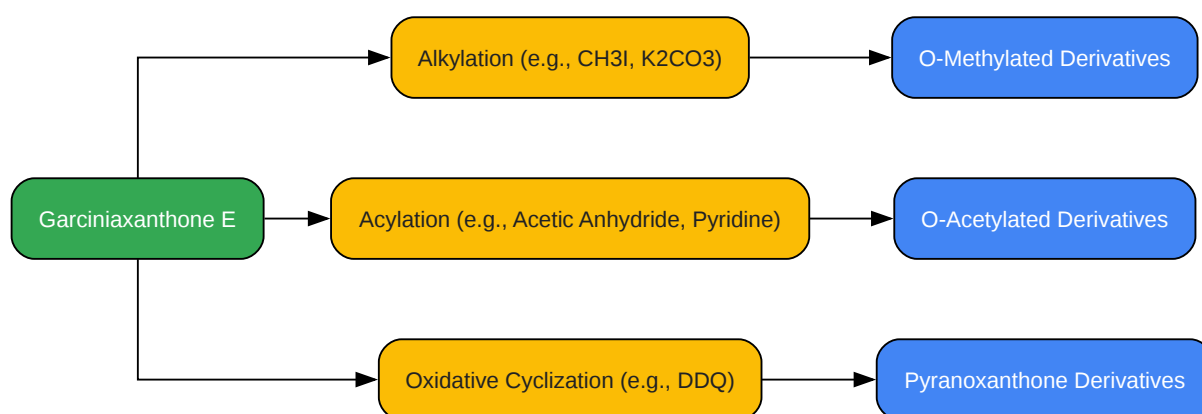 Alkylation (e.g., CH3I, K2CO3)
O-Methylated Derivatives
Garciniaxanthone E
Acylation (e.g., Acetic Anhydride, Pyridine)
O-Acetylated Derivatives
Oxidative Cyclization (e.g., DDQ)
Pyranoxanthone Derivatives